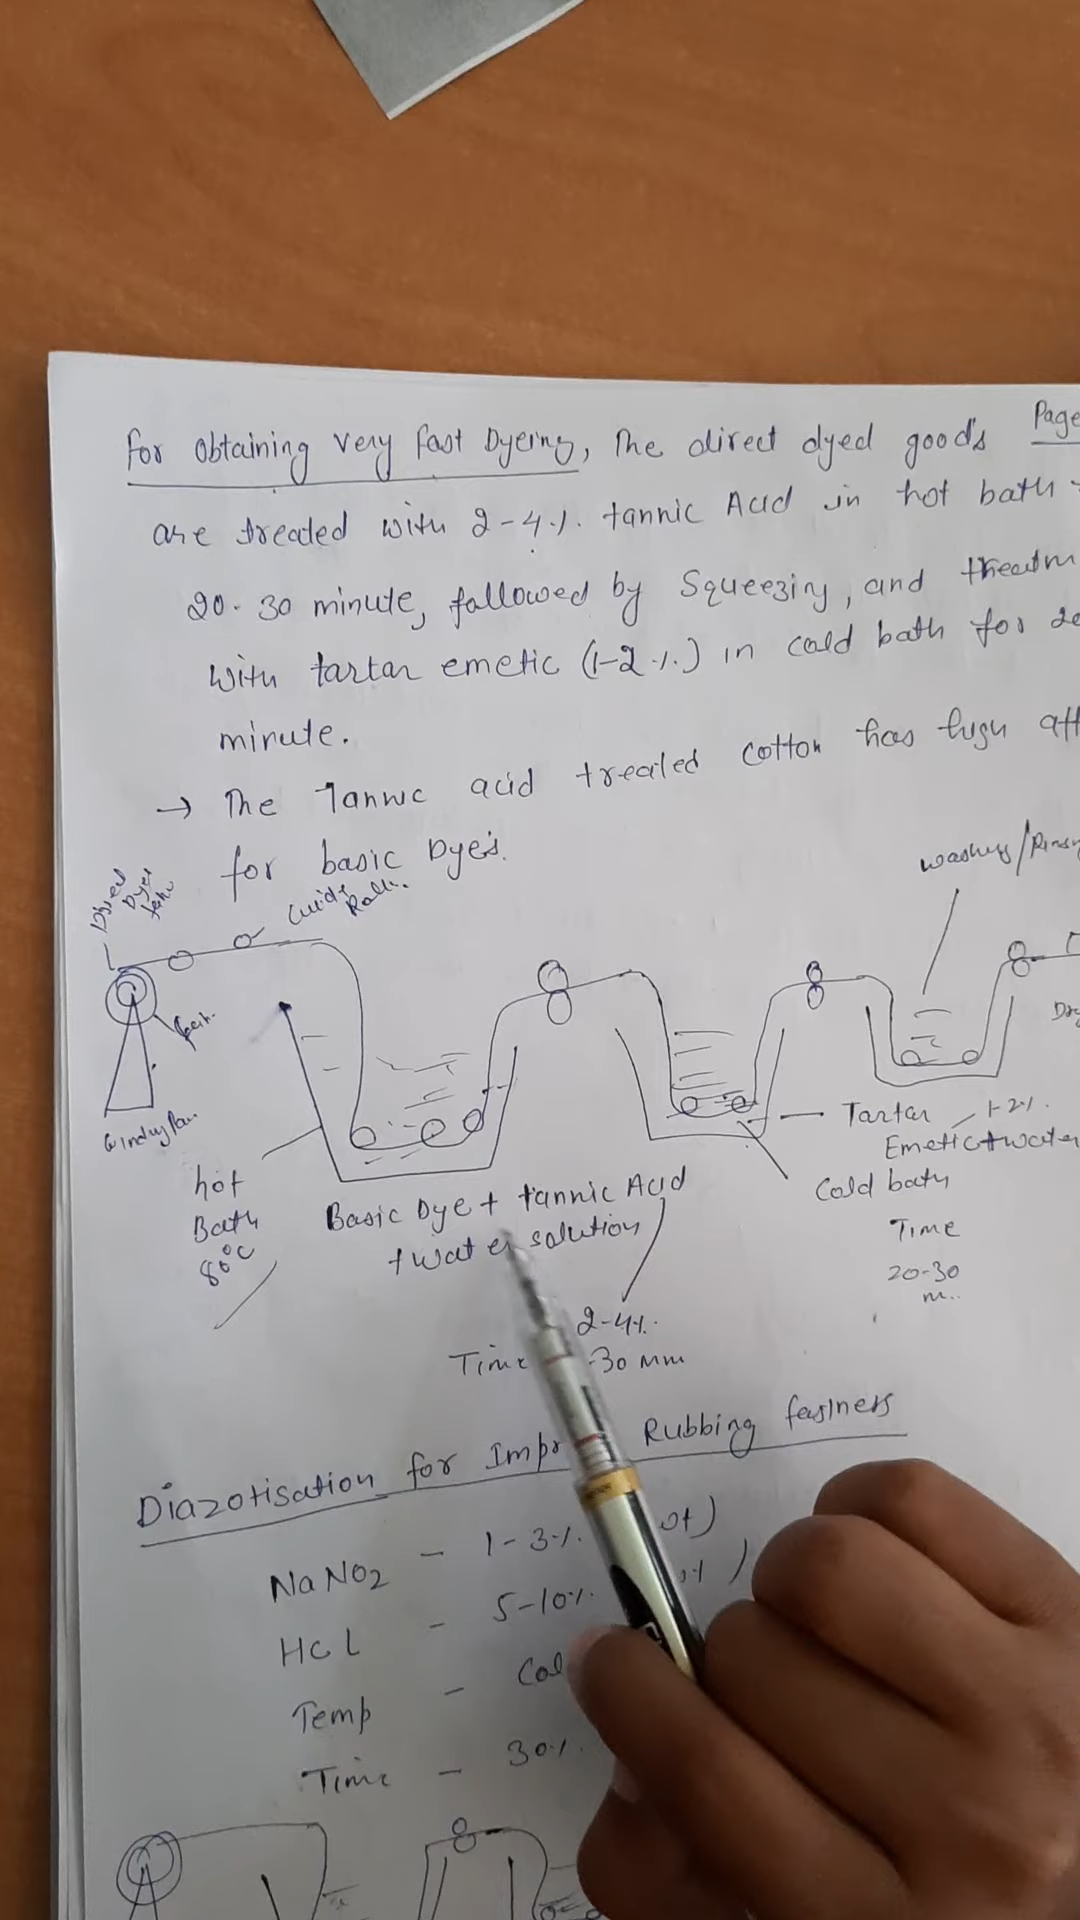 For obtaining very fast Dyeing, The direct dyed good's Page
are treated with 2-4%. tannic Acid in hot bath
20-30 minute, followed by Squeezing, and
with tartar emetic (1-2%.) in cold bath for
minute.
→ The Tannic acid treated cotton has high
for basic Dye's.
washing/
Direct
Dyed
Guide
Roll
hot
Bath
80°C
Basic Dye + tannic Acid
+ water solution
2-4%.
Time -30 min
Tartar 1-2%.
Emetic + water
Cold bath
Time
20-30
m..
Diazotisation for Rubbing fastness
NaNO2 - 1-3%.
HCl - 5-10%.
Temp -
Time - 30%.